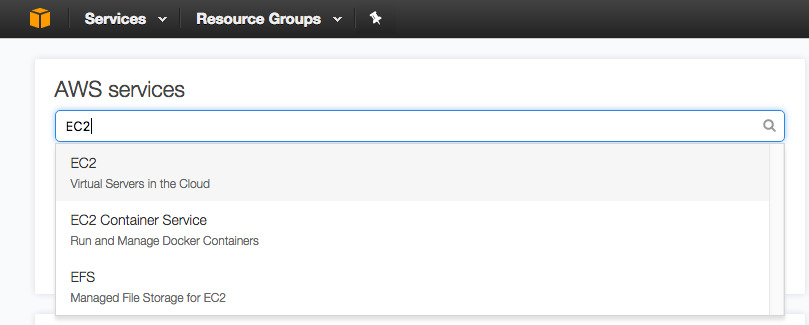 Services
Resource Groups
AWS services
EC2
EC2
Virtual Servers in the Cloud
EC2 Container Service
Run and Manage Docker Containers
EFS
Managed File Storage for EC2